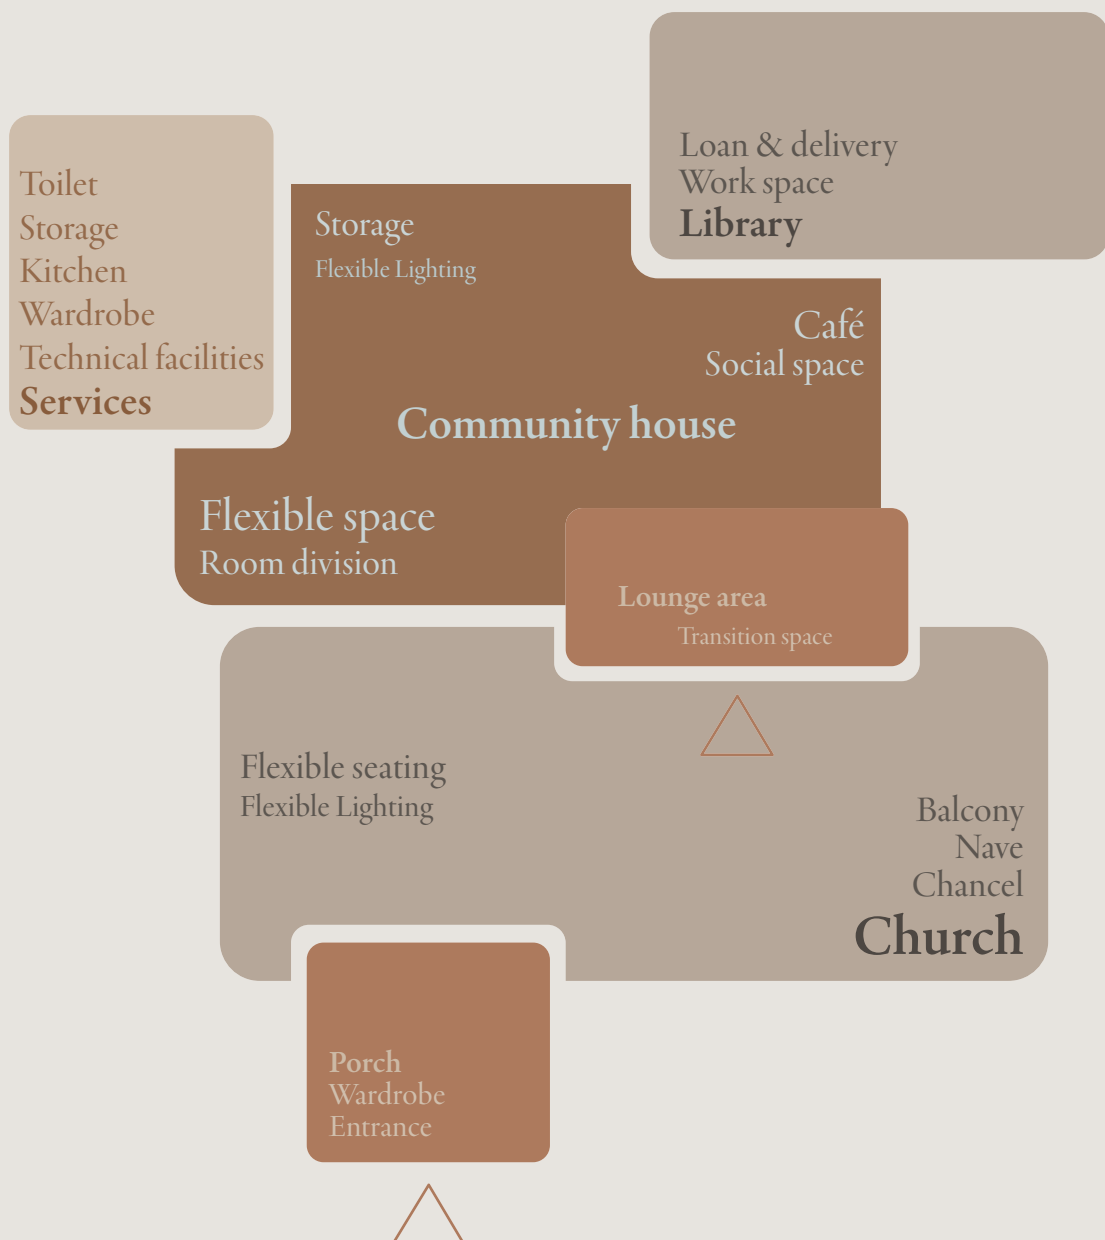 Loan & delivery
Work space
Library
Toilet
Storage
Kitchen
Wardrobe
Technical facilities
Services
Storage
Flexible Lighting
Café
Social space
Community house
Flexible space
Room division
Lounge area
Transition space
Flexible seating
Flexible Lighting
Balcony
Nave
Chancel
Church
Porch
Wardrobe
Entrance